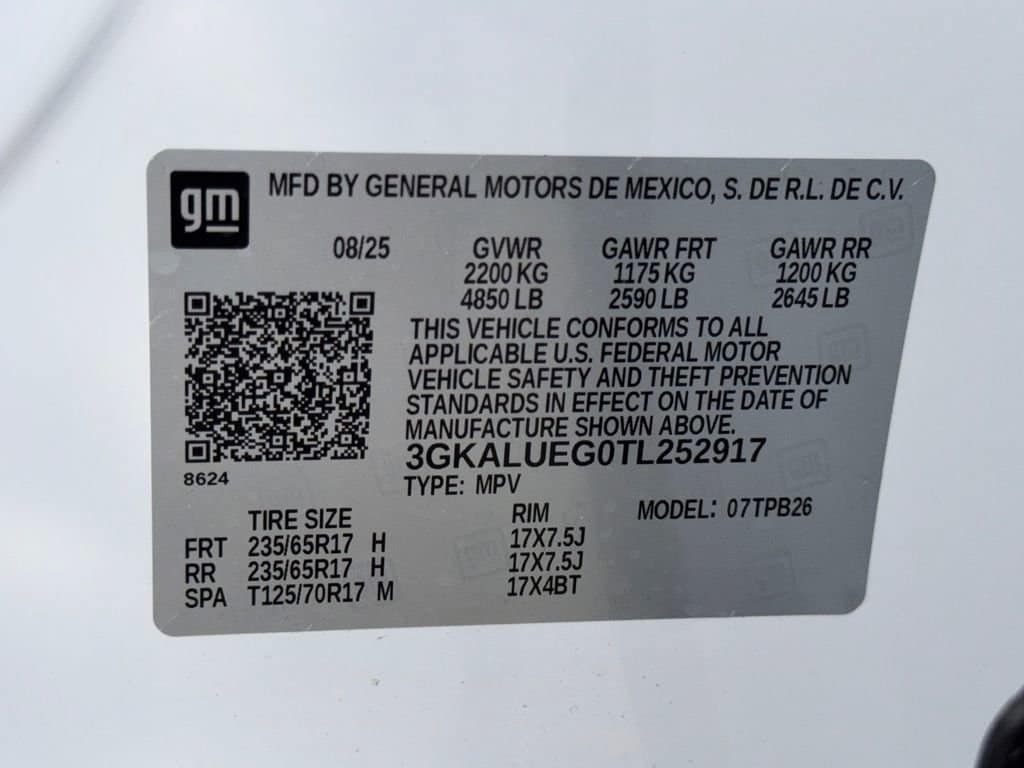 gm MFD BY GENERAL MOTORS DE MEXICO, S. DE R.L. DE C.V.
08/25 GVWR GAWR FRT GAWR RR
2200 KG 1175 KG 1200 KG
4850 LB 2590 LB 2645 LB
THIS VEHICLE CONFORMS TO ALL
APPLICABLE U.S. FEDERAL MOTOR
VEHICLE SAFETY AND THEFT PREVENTION
STANDARDS IN EFFECT ON THE DATE OF
MANUFACTURE SHOWN ABOVE.
3GKALUEG0TL252917
8624
TYPE: MPV
TIRE SIZE RIM MODEL: 07TPB26
FRT 235/65R17 H 17X7.5J
RR 235/65R17 H 17X7.5J
SPA T125/70R17 M 17X4BT